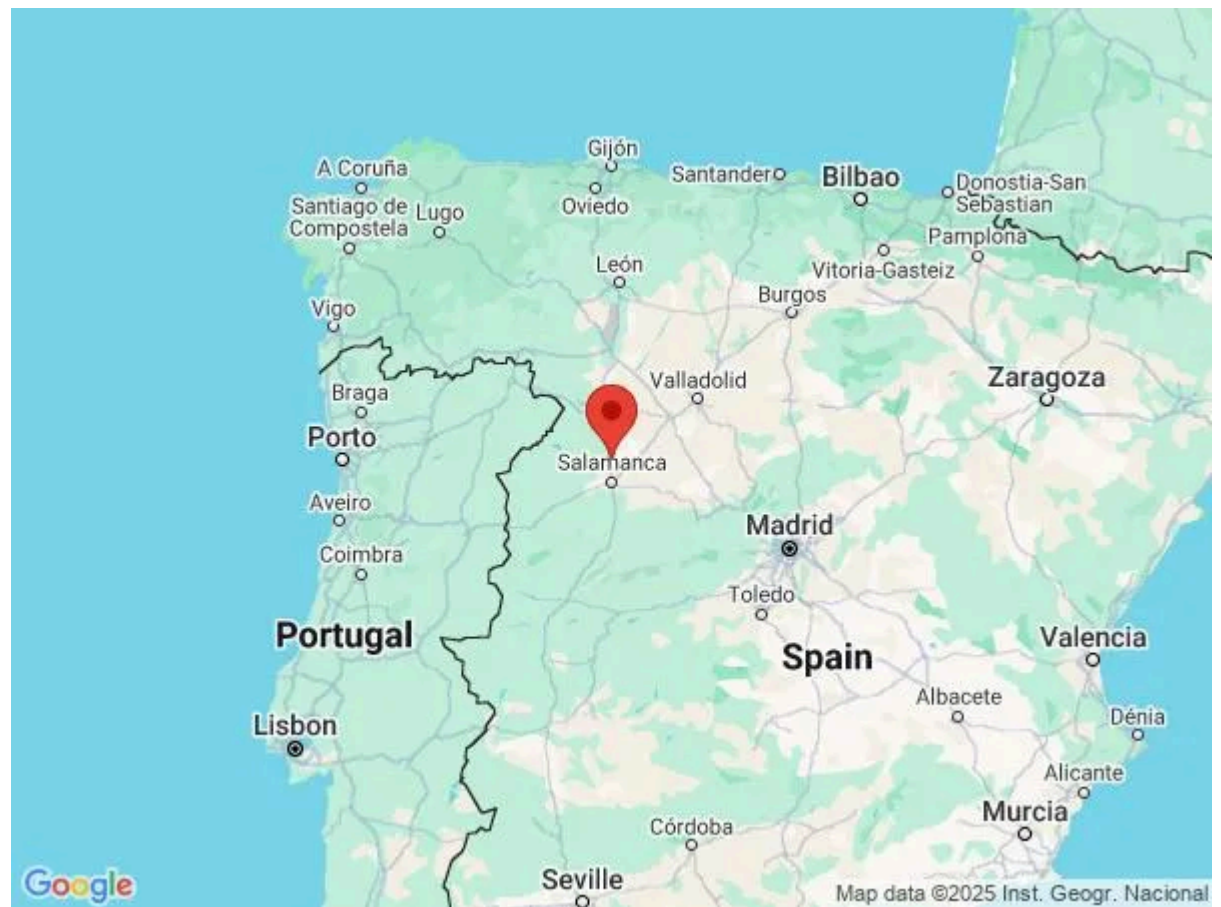 Gijón
A Coruña
Santander
Bilbao
Donostia-San
Sebastian
Santiago de
Compostela
Lugo
Oviedo
Pamplona
León
Vitoria-Gasteiz
Burgos
Vigo
Valladolid
Zaragoza
Braga
Porto
Salamanca
Aveiro
Madrid
Coimbra
Toledo
Portugal
Spain
Valencia
Albacete
Lisbon
Dénia
Alicante
Murcia
Córdoba
Seville
Google
Map data ©2025 Inst. Geogr. Nacional